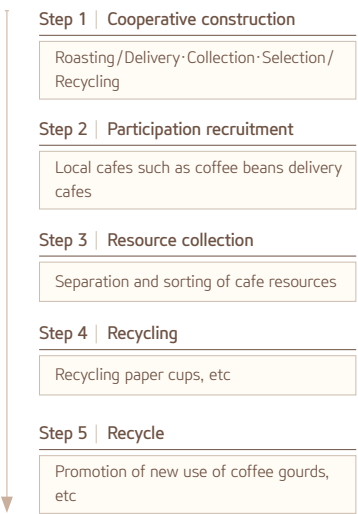 Step 1 | Cooperative construction
Roasting/Delivery·Collection·Selection/
Recycling
Step 2 | Participation recruitment
Local cafes such as coffee beans delivery
cafes
Step 3 | Resource collection
Separation and sorting of cafe resources
Step 4 | Recycling
Recycling paper cups, etc
Step 5 | Recycle
Promotion of new use of coffee gourds,
etc